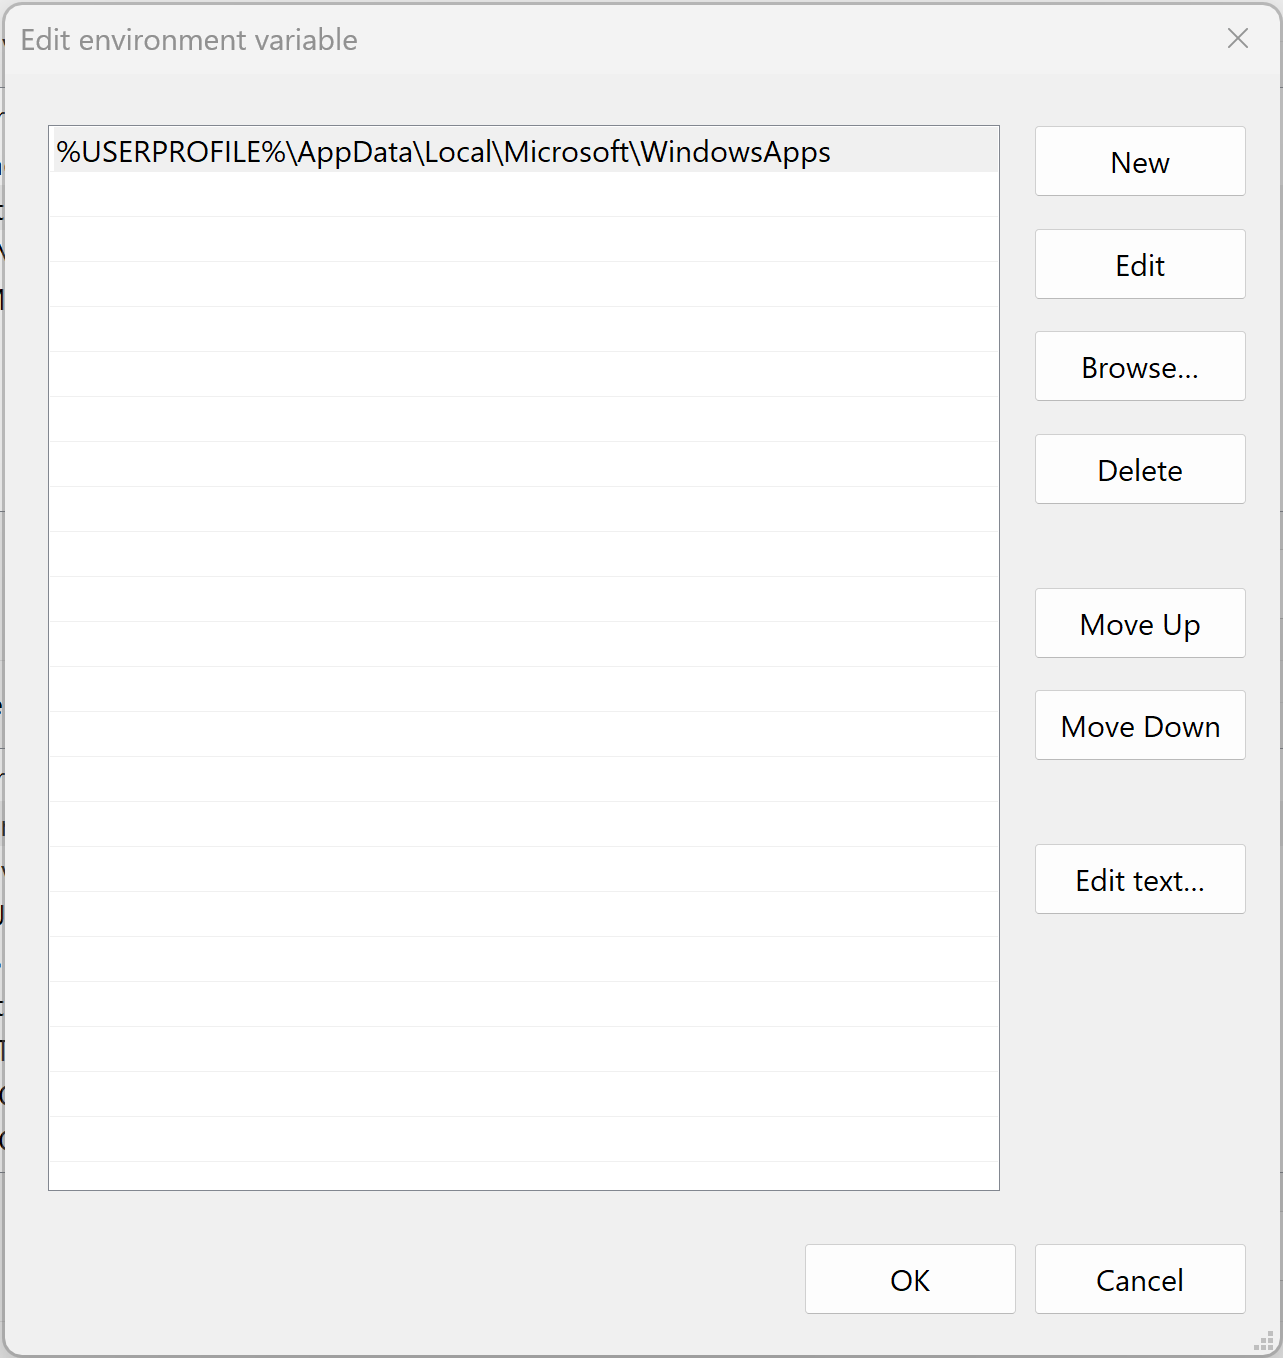 Edit environment variable
%USERPROFILE%\AppData\Local\Microsoft\WindowsApps
New
Edit
Browse...
Delete
Move Up
Move Down
Edit text...
OK
Cancel